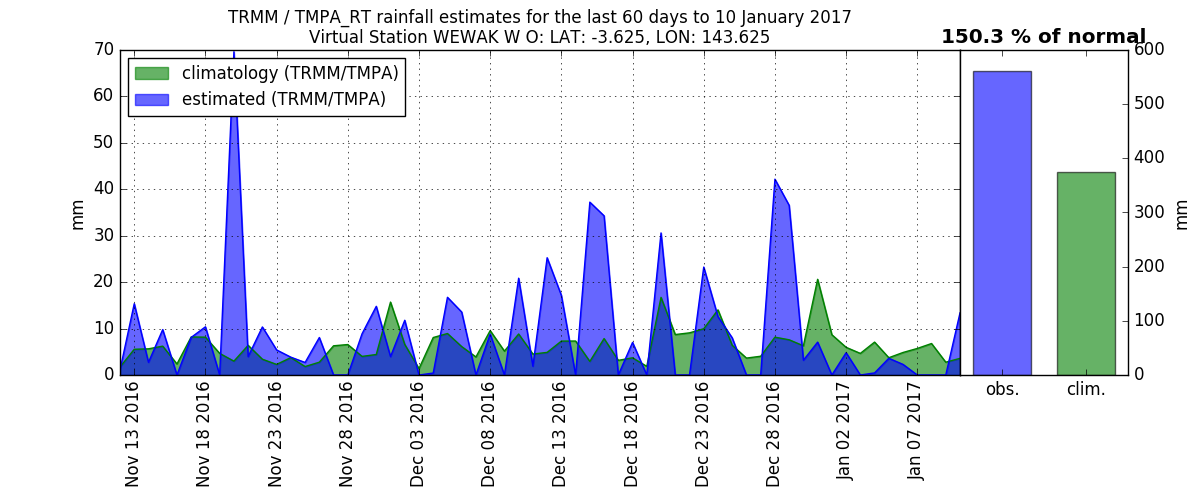 TRMM / TMPA_RT rainfall estimates for the last 60 days to 10 January 2017
Virtual Station WEWAK W O: LAT: -3.625, LON: 143.625
150.3 % of normal
climatology (TRMM/TMPA)
estimated (TRMM/TMPA)
70
60
50
40
30
20
10
0
mm
Nov 13 2016
Nov 18 2016
Nov 23 2016
Nov 28 2016
Dec 03 2016
Dec 08 2016
Dec 13 2016
Dec 18 2016
Dec 23 2016
Dec 28 2016
Jan 02 2017
Jan 07 2017
obs.
clim.
600
500
400
300
200
100
0
mm